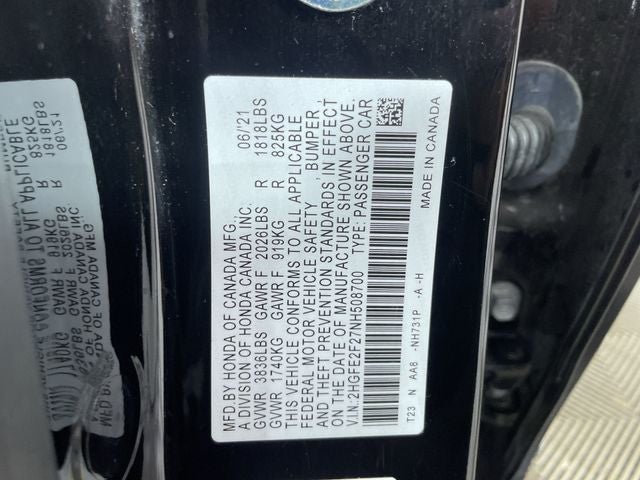 MFD.BY HONDA OF CANADA MFG., 06/21
A DIVISION OF HONDA CANADA INC.
GVWR 3836LBS GAWR F 2026LBS R 1818LBS
GVWR 1740KG GAWR F 919KG R 825KG
THIS VEHICLE CONFORMS TO ALL APPLICABLE
FEDERAL MOTOR VEHICLE SAFETY , BUMPER ,
AND THEFT PREVENTION STANDARDS IN EFFECT
ON THE DATE OF MANUFACTURE SHOWN ABOVE.
V.I.N.:2HGFE2F27NH508700 TYPE: PASSENGER CAR
T23 N AA8 -NH731P -A -H
MADE IN CANADA